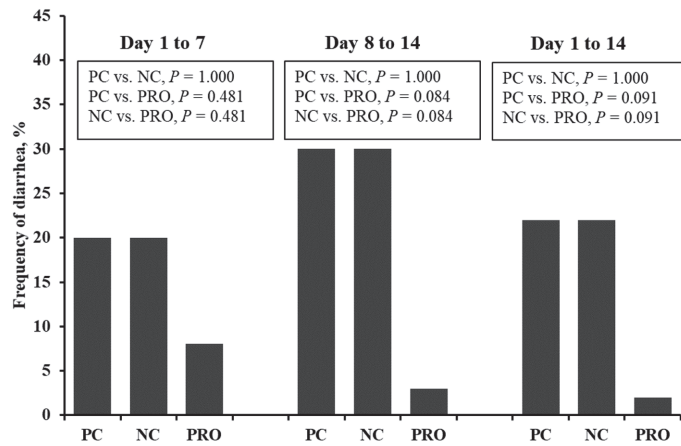 Day 1 to 7
Day 8 to 14
Day 1 to 14
PC vs. NC, P = 1.000
PC vs. PRO, P = 0.481
NC vs. PRO, P = 0.481
PC vs. NC, P = 1.000
PC vs. PRO, P = 0.084
NC vs. PRO, P = 0.084
PC vs. NC, P = 1.000
PC vs. PRO, P = 0.091
NC vs. PRO, P = 0.091
Frequency of diarrhea, %
45
40
35
30
25
20
15
10
5
0
PC NC PRO PC NC PRO PC NC PRO